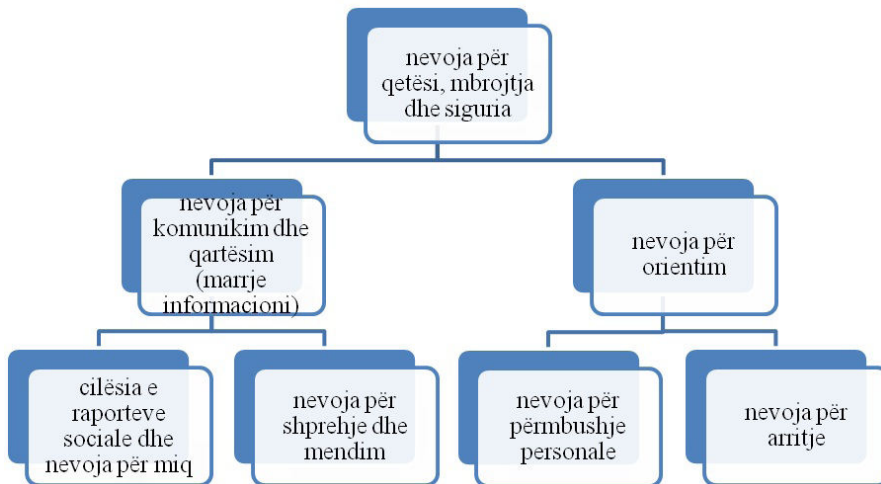 nevoja për
qetësi, mbrojtja
dhe siguria
nevoja për
komunikim dhe
qartësim
(marrje
informacioni)
nevoja për
orientim
cilësia e
raporteve
sociale dhe
nevoja për miq
nevoja për
shprehje dhe
mendim
nevoja për
përmbushje
personale
nevoja për
arritje